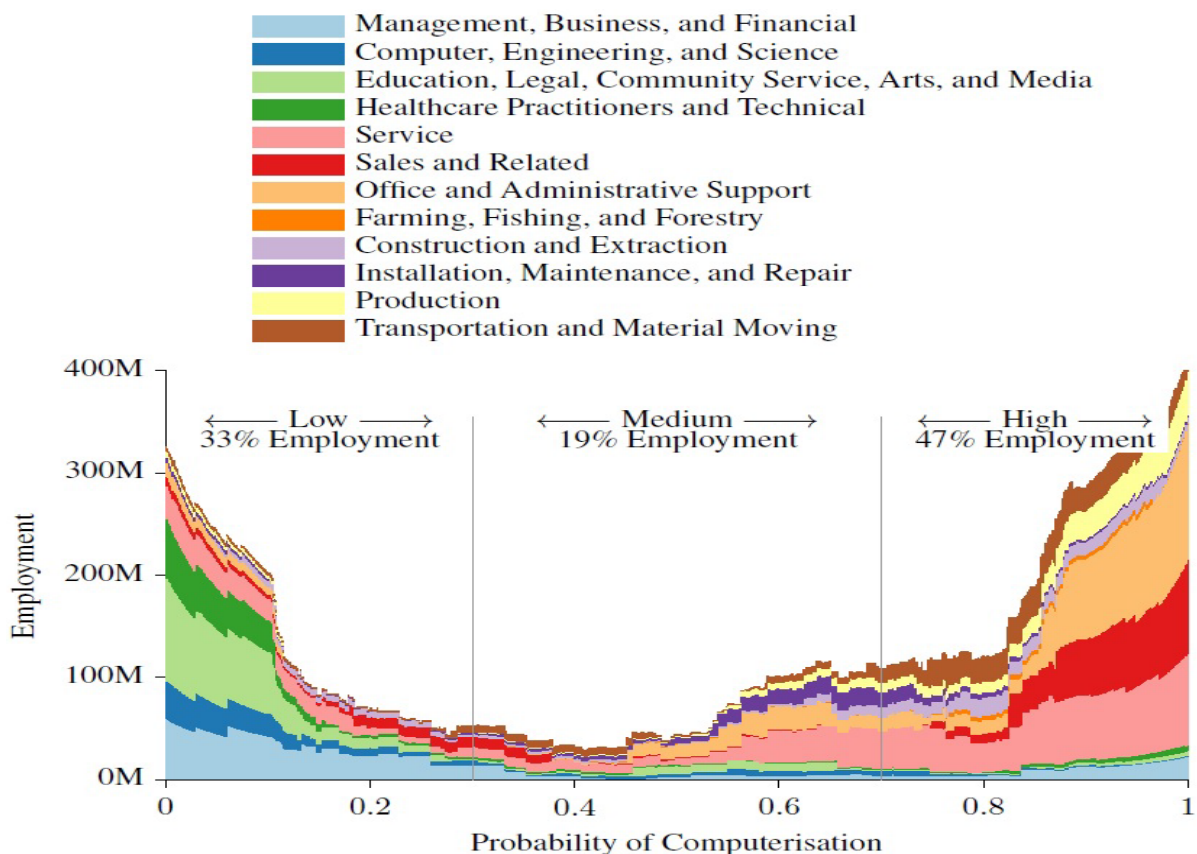 Management, Business, and Financial
Computer, Engineering, and Science
Education, Legal, Community Service, Arts, and Media
Healthcare Practitioners and Technical
Service
Sales and Related
Office and Administrative Support
Farming, Fishing, and Forestry
Construction and Extraction
Installation, Maintenance, and Repair
Production
Transportation and Material Moving
400M
←— Low —→
33% Employment
←— Medium —→
19% Employment
←— High —→
47% Employment
300M
200M
100M
0M
Employment
0 0.2 0.4 0.6 0.8 1
Probability of Computerisation